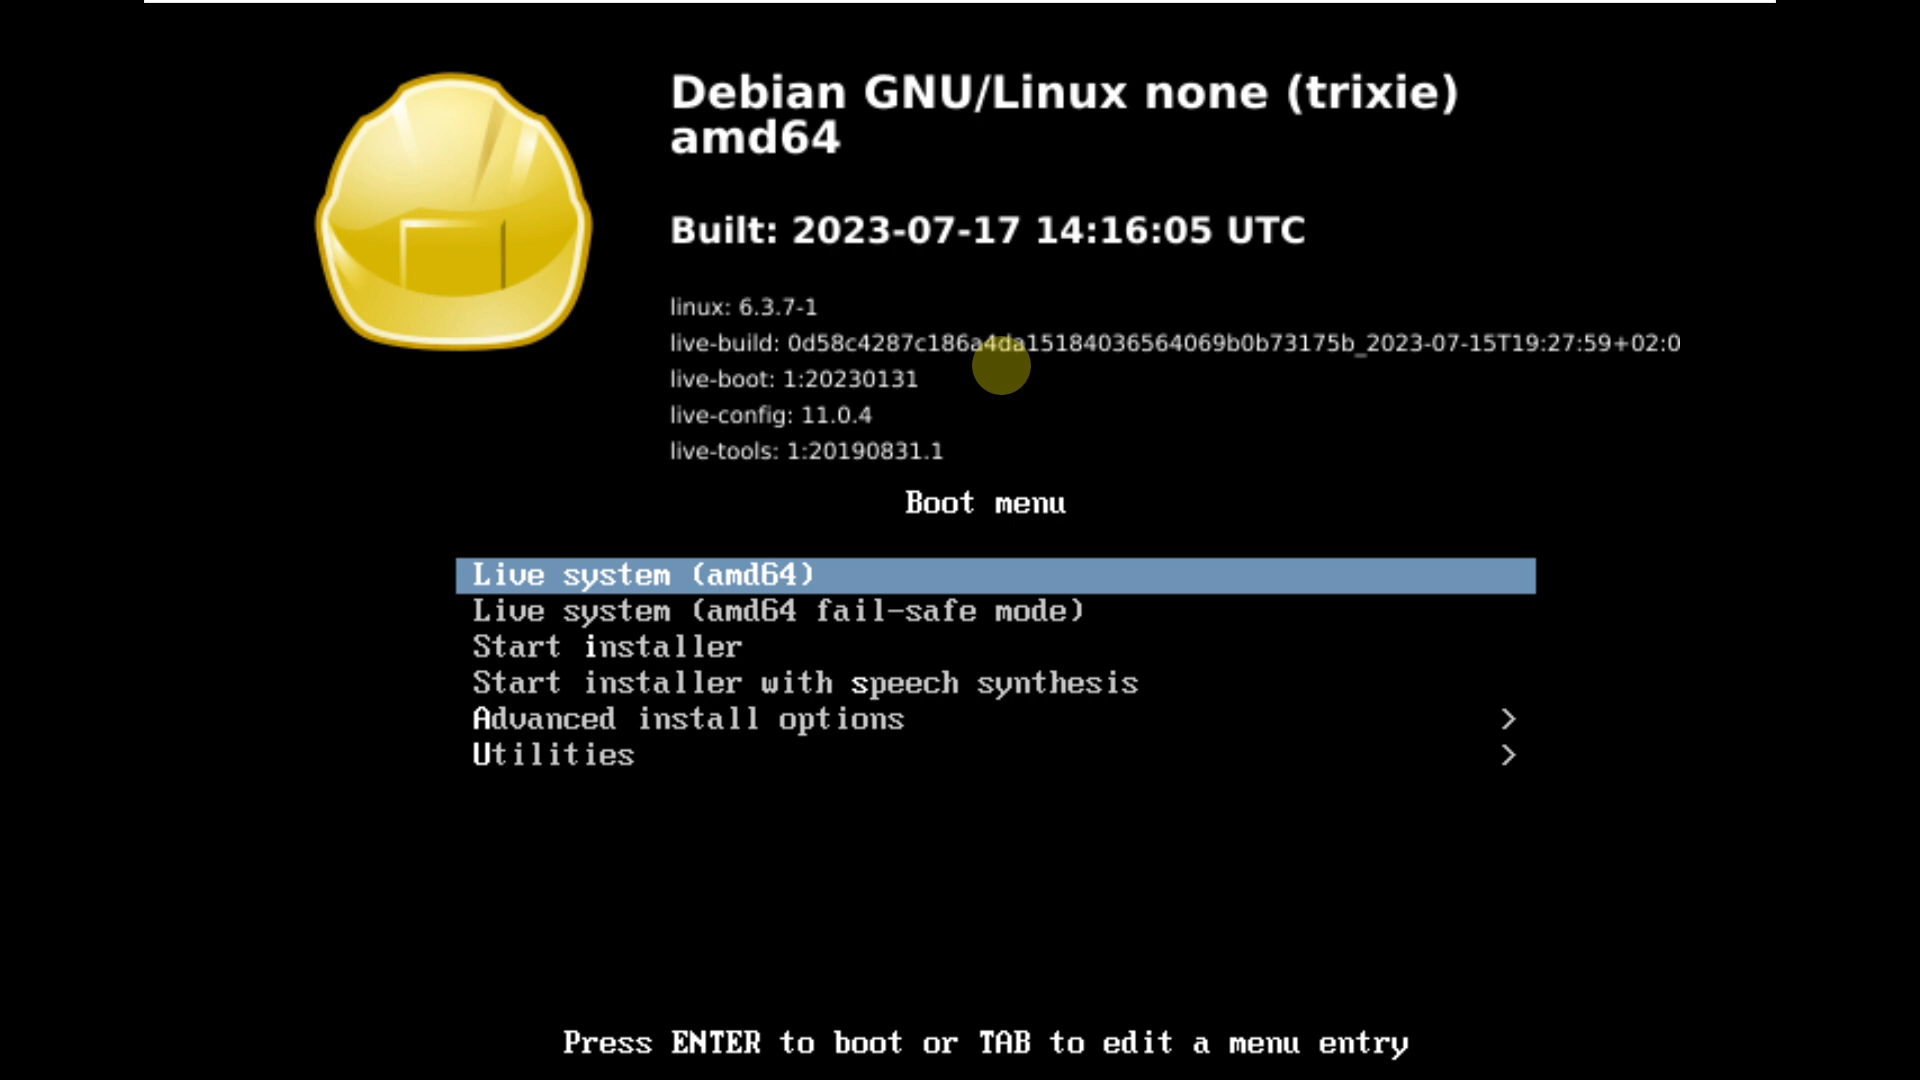 Debian GNU/Linux none (trixie)
amd64
Built: 2023-07-17 14:16:05 UTC
linux: 6.3.7-1
live-build: 0d58c4287c186a4da15184036564069b0b73175b_2023-07-15T19:27:59+02:0
live-boot: 1:20230131
live-config: 11.0.4
live-tools: 1:20190831.1
Boot menu
Live system (amd64)
Live system (amd64 fail-safe mode)
Start installer
Start installer with speech synthesis
Advanced install options >
Utilities >
Press ENTER to boot or TAB to edit a menu entry